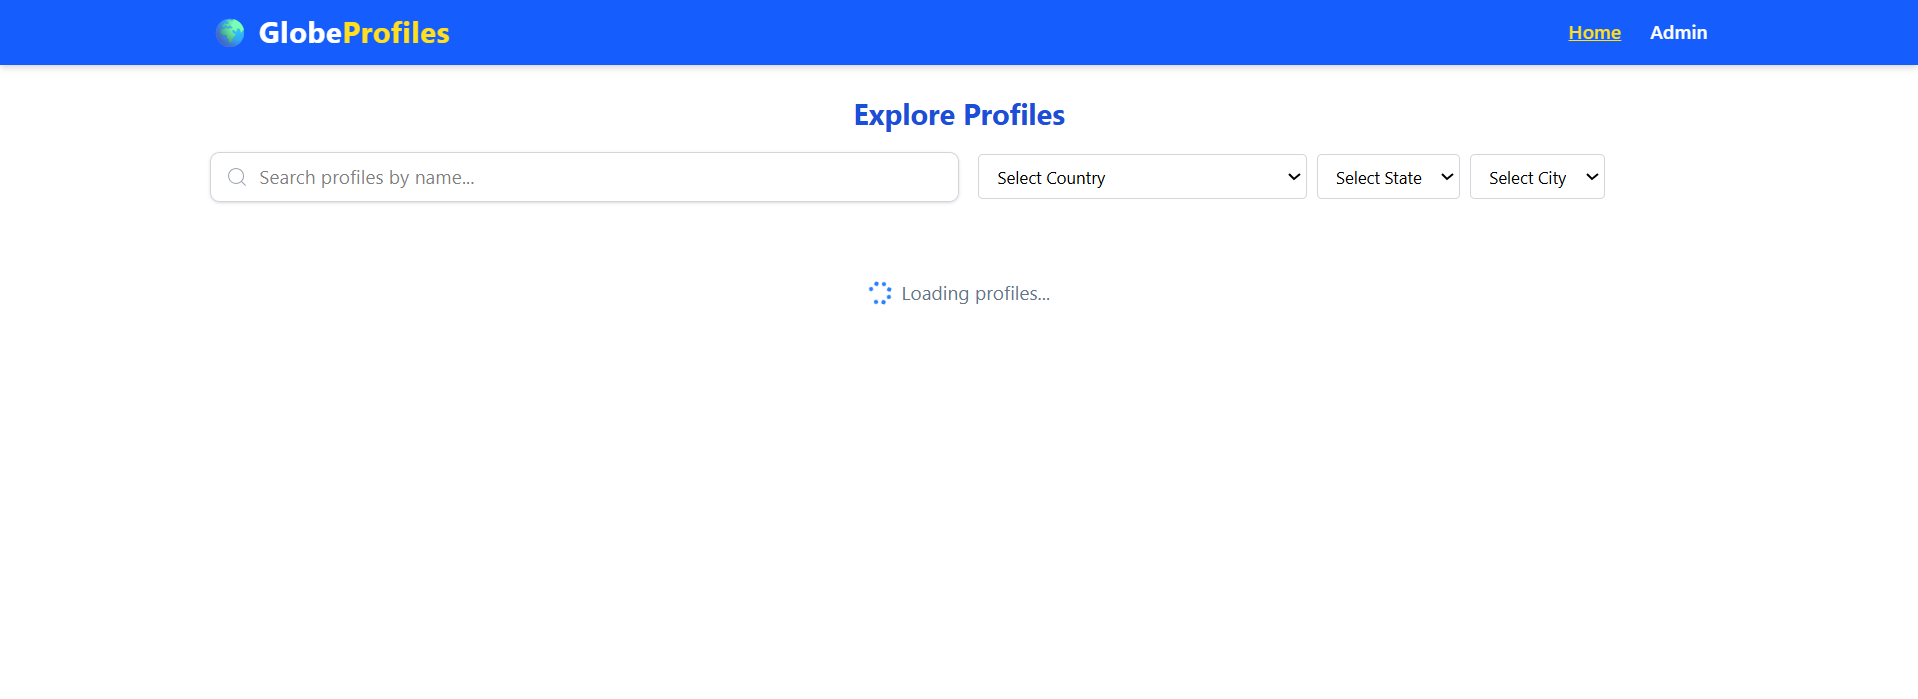 GlobeProfiles
Home
Admin
Explore Profiles
Search profiles by name...
Select Country
Select State
Select City
Loading profiles...